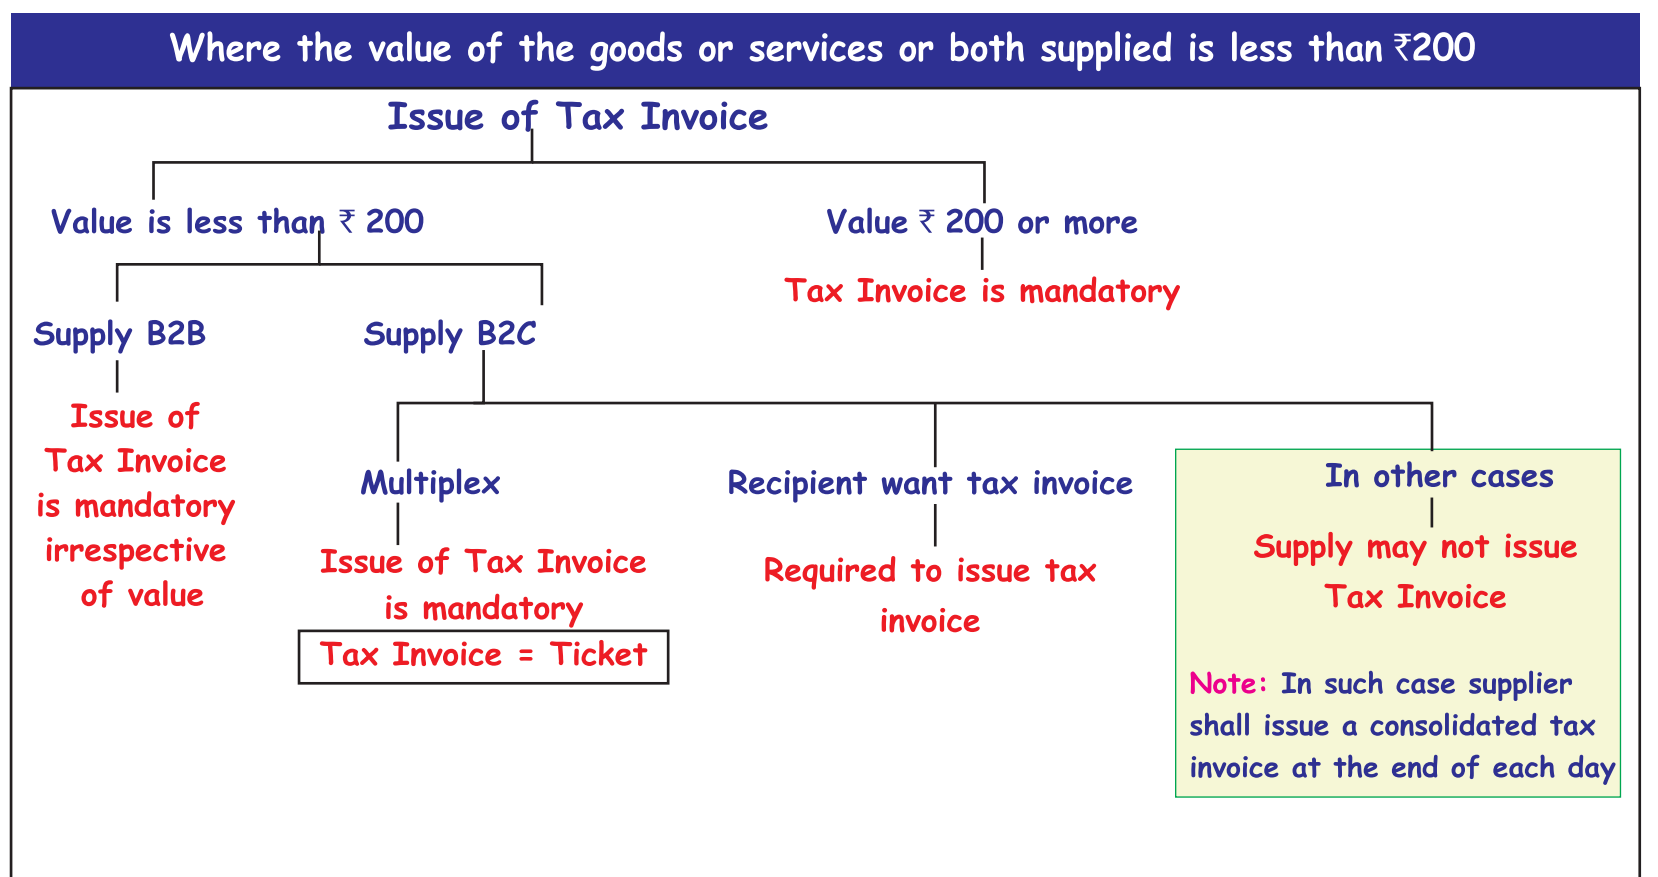 Where the value of the goods or services or both supplied is less than ₹200
Issue of Tax Invoice
Value is less than ₹ 200
Value ₹ 200 or more
Tax Invoice is mandatory
Supply B2B
Supply B2C
Issue of
Tax Invoice
is mandatory
irrespective
of value
Multiplex
Issue of Tax Invoice
is mandatory
Tax Invoice = Ticket
Recipient want tax invoice
Required to issue tax
invoice
In other cases
Supply may not issue
Tax Invoice
Note: In such case supplier
shall issue a consolidated tax
invoice at the end of each day